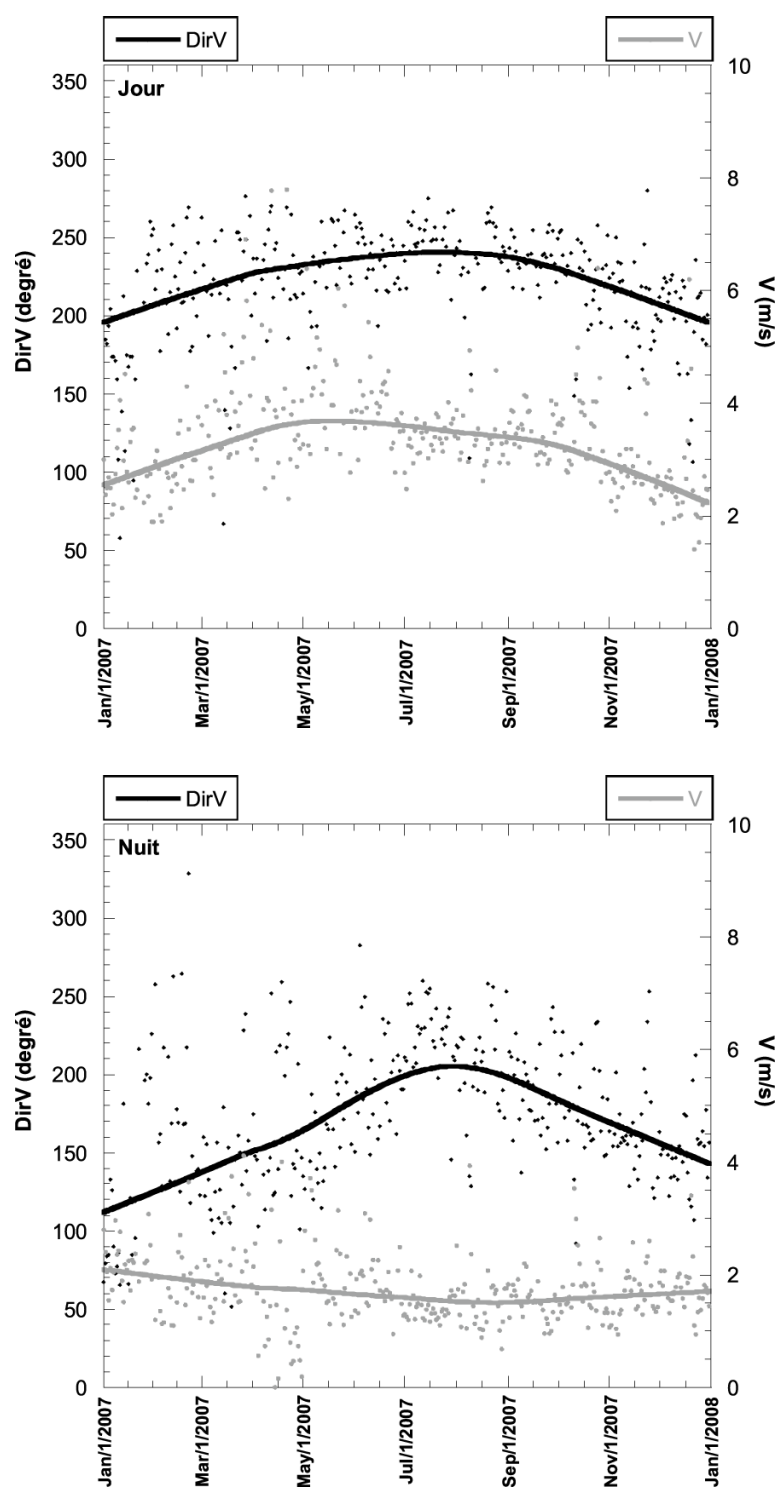 DirV
V
Jour
350
300
250
200
150
100
50
0
DirV (degré)
10
8
6
4
2
0
V (m/s)
Jan/1/2007
Mar/1/2007
May/1/2007
Jul/1/2007
Sep/1/2007
Nov/1/2007
Jan/1/2008
DirV
V
Nuit
350
300
250
200
150
100
50
0
DirV (degré)
10
8
6
4
2
0
V (m/s)
Jan/1/2007
Mar/1/2007
May/1/2007
Jul/1/2007
Sep/1/2007
Nov/1/2007
Jan/1/2008